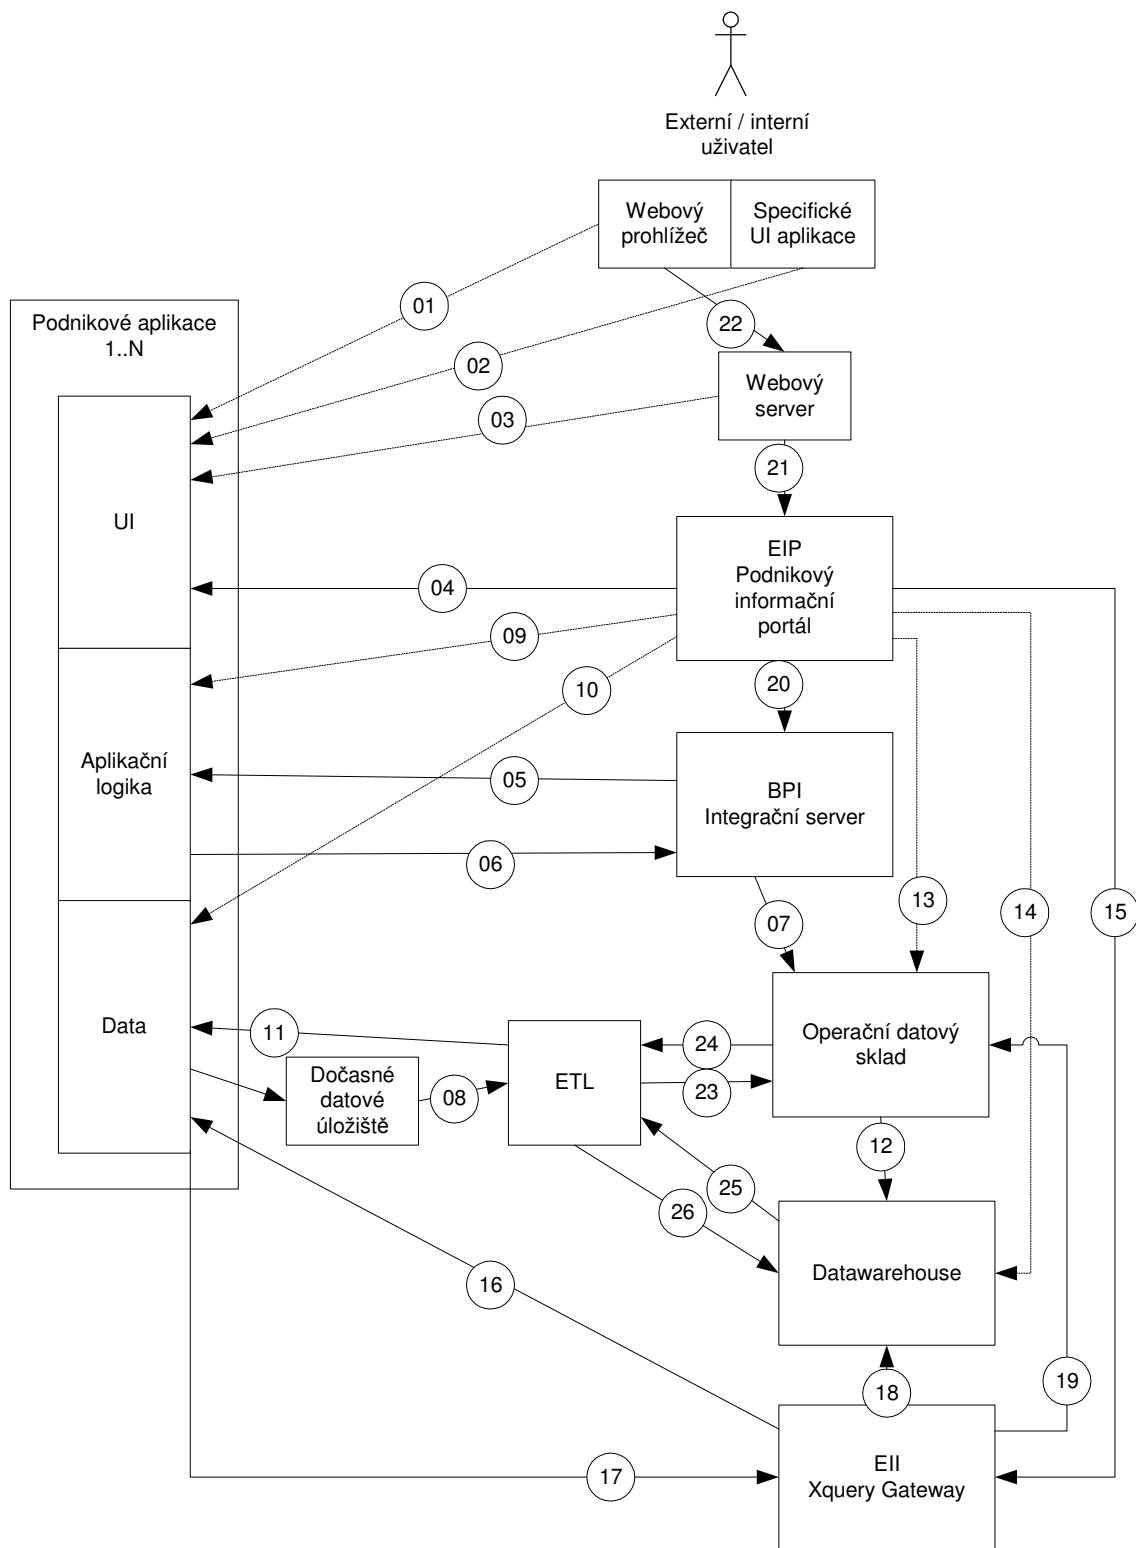 Externí / interní
uživatel
Webový
prohlížeč
Specifické
UI aplikace
01
22
Podnikové aplikace
1..N
02
Webový
server
03
21
UI
EIP
Podnikový
informační
portál
04
09
10
20
Aplikační
logika
05
BPI
Integrační server
06
07
13
14
15
Data
11
Dočasné
datové
úložiště
08
ETL
24
23
Operační datový
sklad
12
25
26
Datawarehouse
16
18
19
17
EII
Xquery Gateway